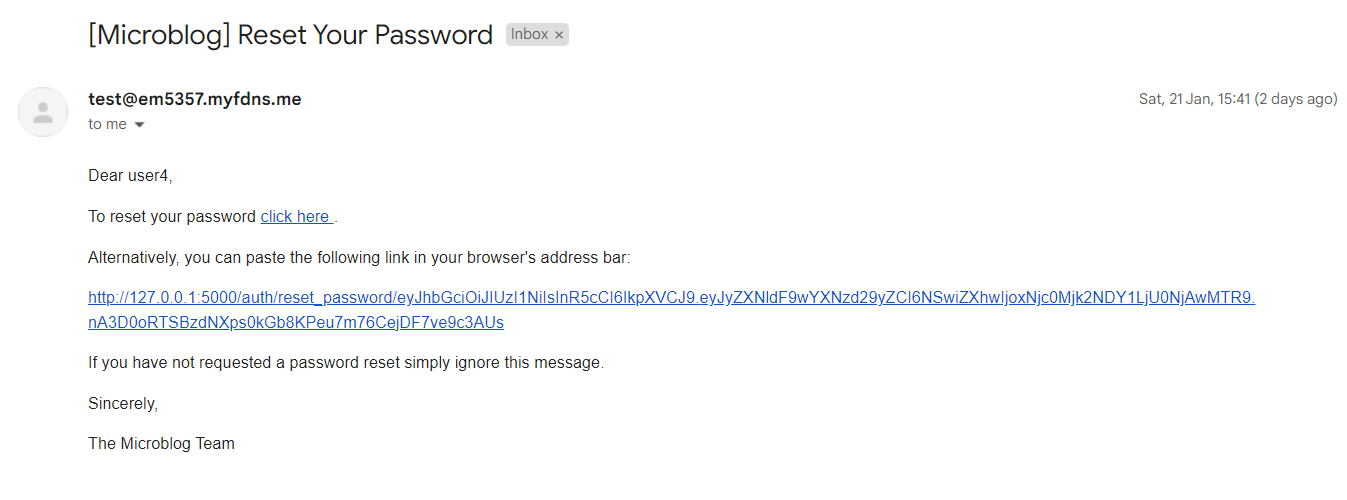 [Microblog] Reset Your Password Inbox ×
test@em5357.myfdns.me Sat, 21 Jan, 15:41 (2 days ago)
to me
Dear user4,
To reset your password click here .
Alternatively, you can paste the following link in your browser's address bar:
http://127.0.0.1:5000/auth/reset_password/eyJhbGciOiJIUzI1NiIsInR5cCI6IkpXVCJ9.eyJyZXNldF9wYXNzd29yZCI6NSwiZXhwIjoxNjc0Mjk2NDY1LjU0NjAwMTR9.
nA3D0oRTSBzdNXps0kGb8KPeu7m76CejDF7ve9c3AUs
If you have not requested a password reset simply ignore this message.
Sincerely,
The Microblog Team